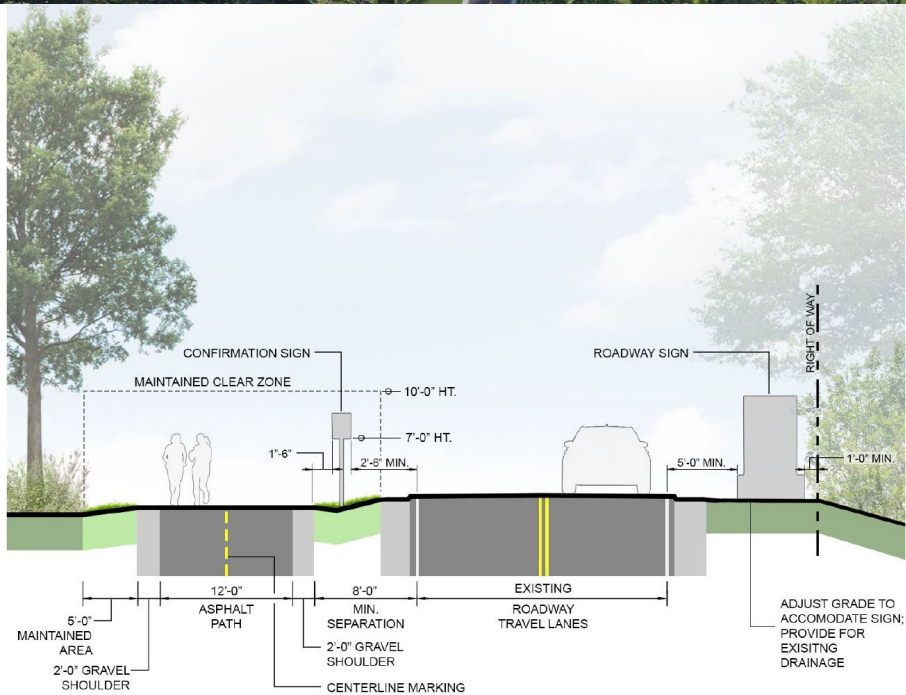 CONFIRMATION SIGN
ROADWAY SIGN
RIGHT OF WAY
MAINTAINED CLEAR ZONE
10'-0" HT.
7'-0" HT.
1"-6"
2'-6" MIN.
5'-0" MIN.
1'-0" MIN.
12'-0"
ASPHALT
PATH
8'-0"
MIN.
SEPARATION
EXISTING
ROADWAY
TRAVEL LANES
5'-0"
MAINTAINED
AREA
2'-0" GRAVEL
SHOULDER
2'-0" GRAVEL
SHOULDER
CENTERLINE MARKING
ADJUST GRADE TO
ACCOMODATE SIGN;
PROVIDE FOR
EXISITNG
DRAINAGE